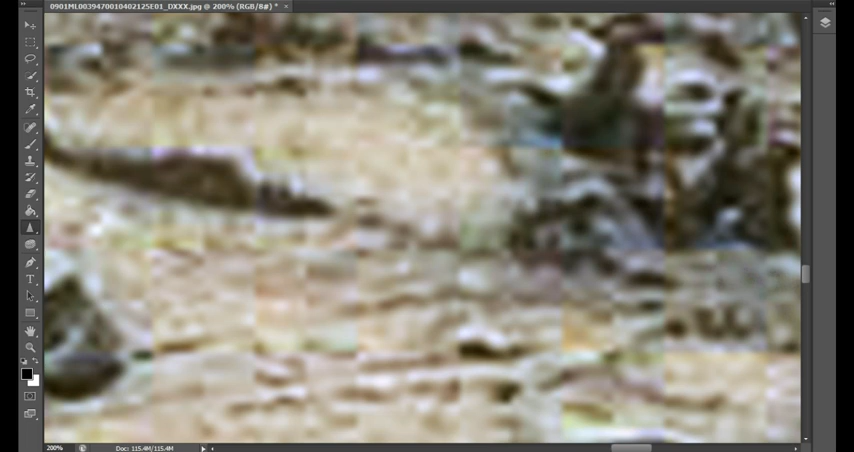 0901ML0039470010402125E01_DXXX.jpg @ 200% (RGB/8#) * ×
T
200%
Doc: 115.4M/115.4M